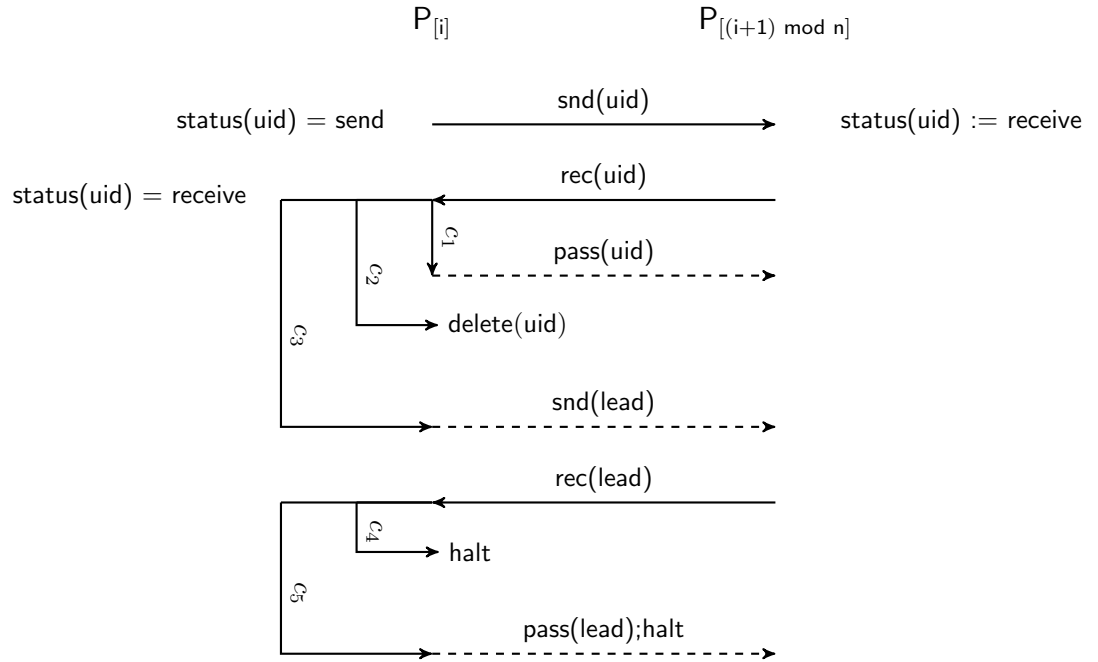 P[i] P[(i+1) mod n]
snd(uid)
status(uid) = send status(uid) := receive
rec(uid)
status(uid) = receive
c1
pass(uid)
c2
delete(uid)
c3
snd(lead)
rec(lead)
c4
halt
c5
pass(lead);halt